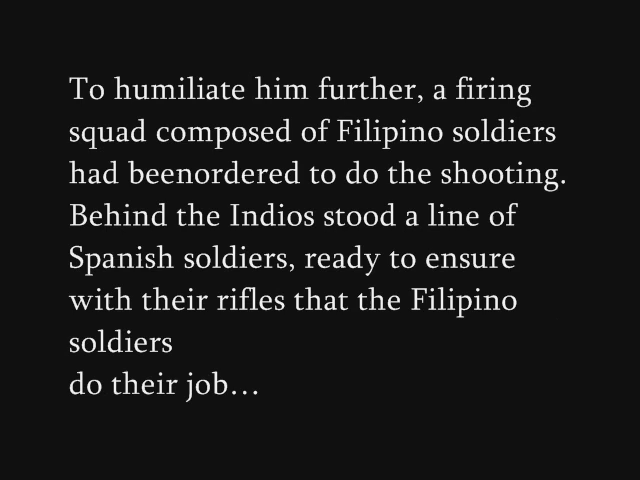 To humiliate him further, a firing
squad composed of Filipino soldiers
had beenordered to do the shooting.
Behind the Indios stood a line of
Spanish soldiers, ready to ensure
with their rifles that the Filipino
soldiers
do their job…